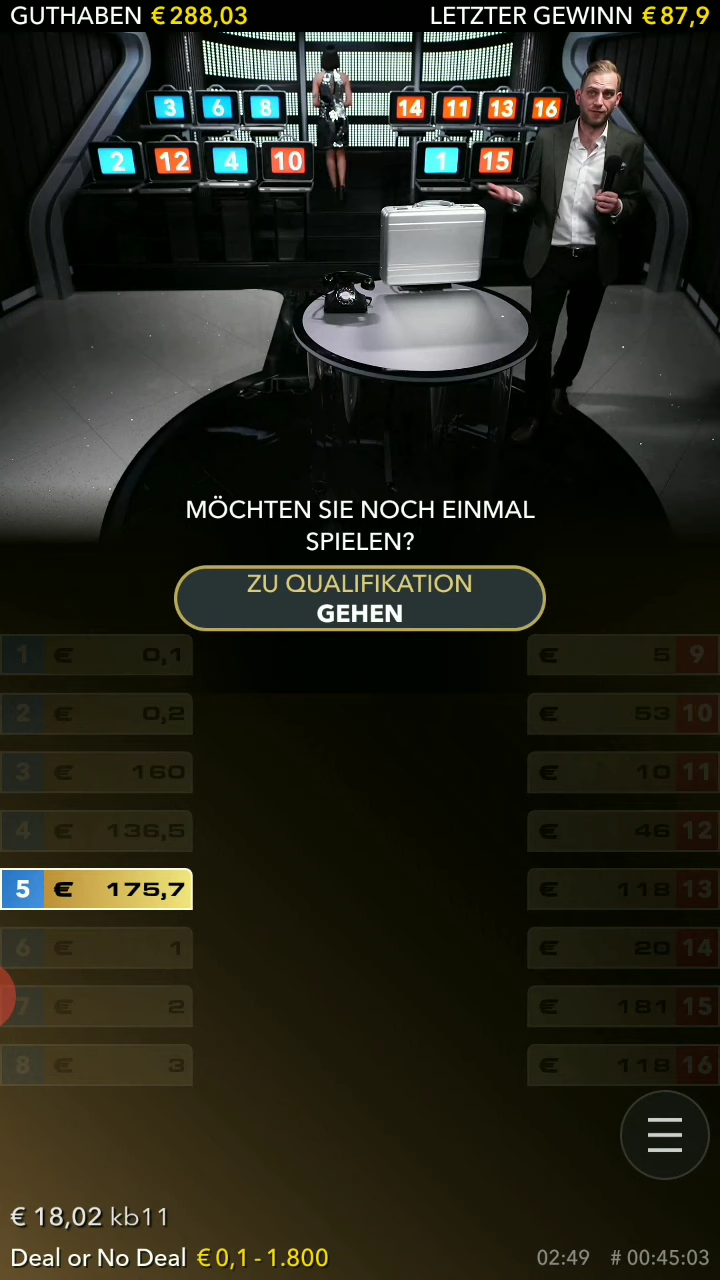 GUTHABEN € 288,03 LETZTER GEWINN € 87,9
3 6 8 14 11 13 16
2 12 4 10 1 15
MÖCHTEN SIE NOCH EINMAL
SPIELEN?
ZU QUALIFIKATION
GEHEN
1 € 0,1 € 5 9
2 € 0,2 € 53 10
3 € 160 € 10 11
4 € 136,5 € 46 12
5 € 175,7 € 118 13
6 € 1 € 20 14
7 € 2 € 181 15
8 € 3 € 118 16
€ 18,02 kb11
Deal or No Deal € 0,1 - 1.800 02:49 # 00:45:03